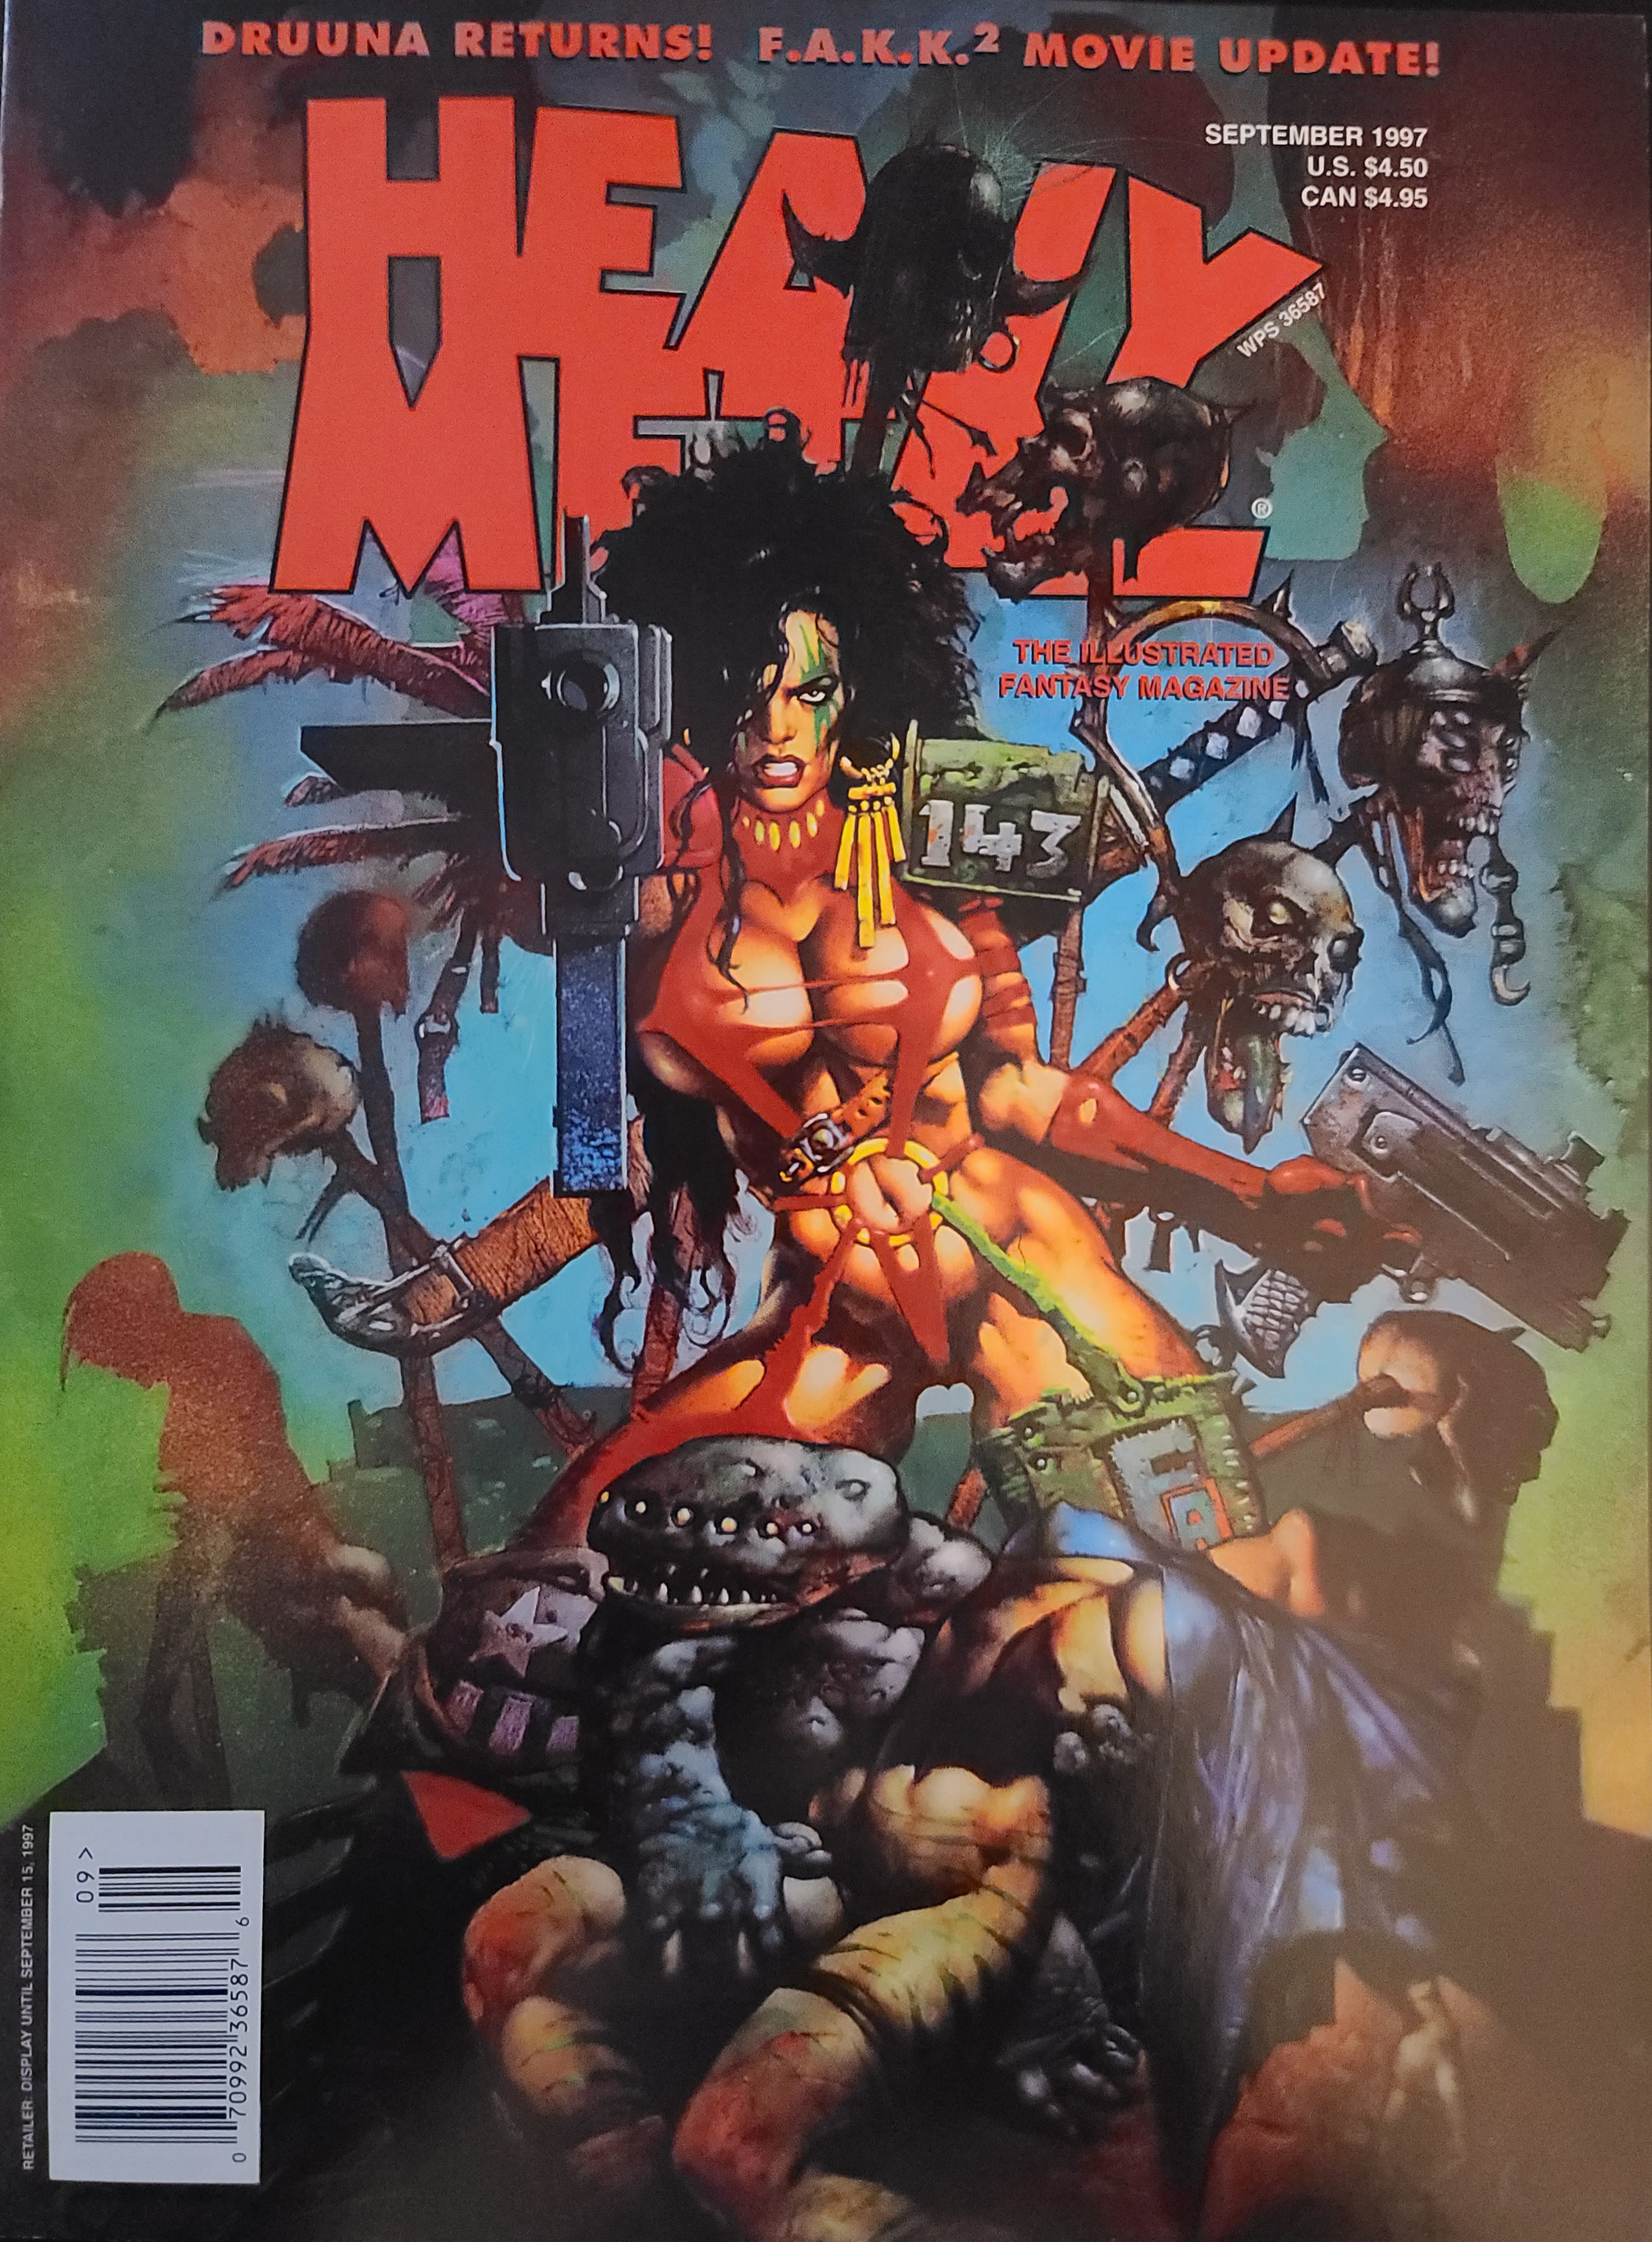 DRUUNA RETURNS! F.A.K.K.² MOVIE UPDATE!
HEAVY
METAL
®
SEPTEMBER 1997
U.S. $4.50
CAN $4.95
WPS 36587
THE ILLUSTRATED
FANTASY MAGAZINE
143
RETAILER: DISPLAY UNTIL SEPTEMBER 15, 1997
09>
0 70992 36587 6